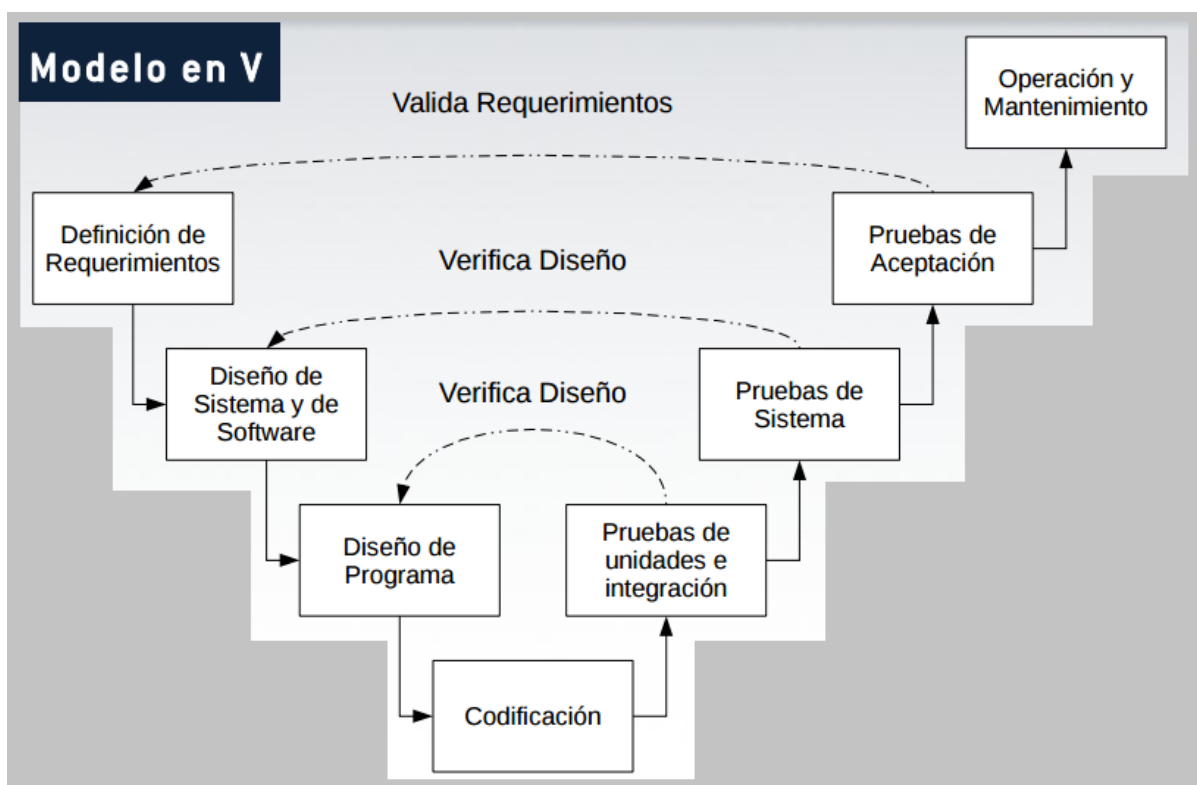 Modelo en V
Operación y
Mantenimiento
Valida Requerimientos
Definición de
Requerimientos
Pruebas de
Aceptación
Verifica Diseño
Diseño de
Sistema y de
Software
Pruebas de
Sistema
Verifica Diseño
Diseño de
Programa
Pruebas de
unidades e
integración
Codificación